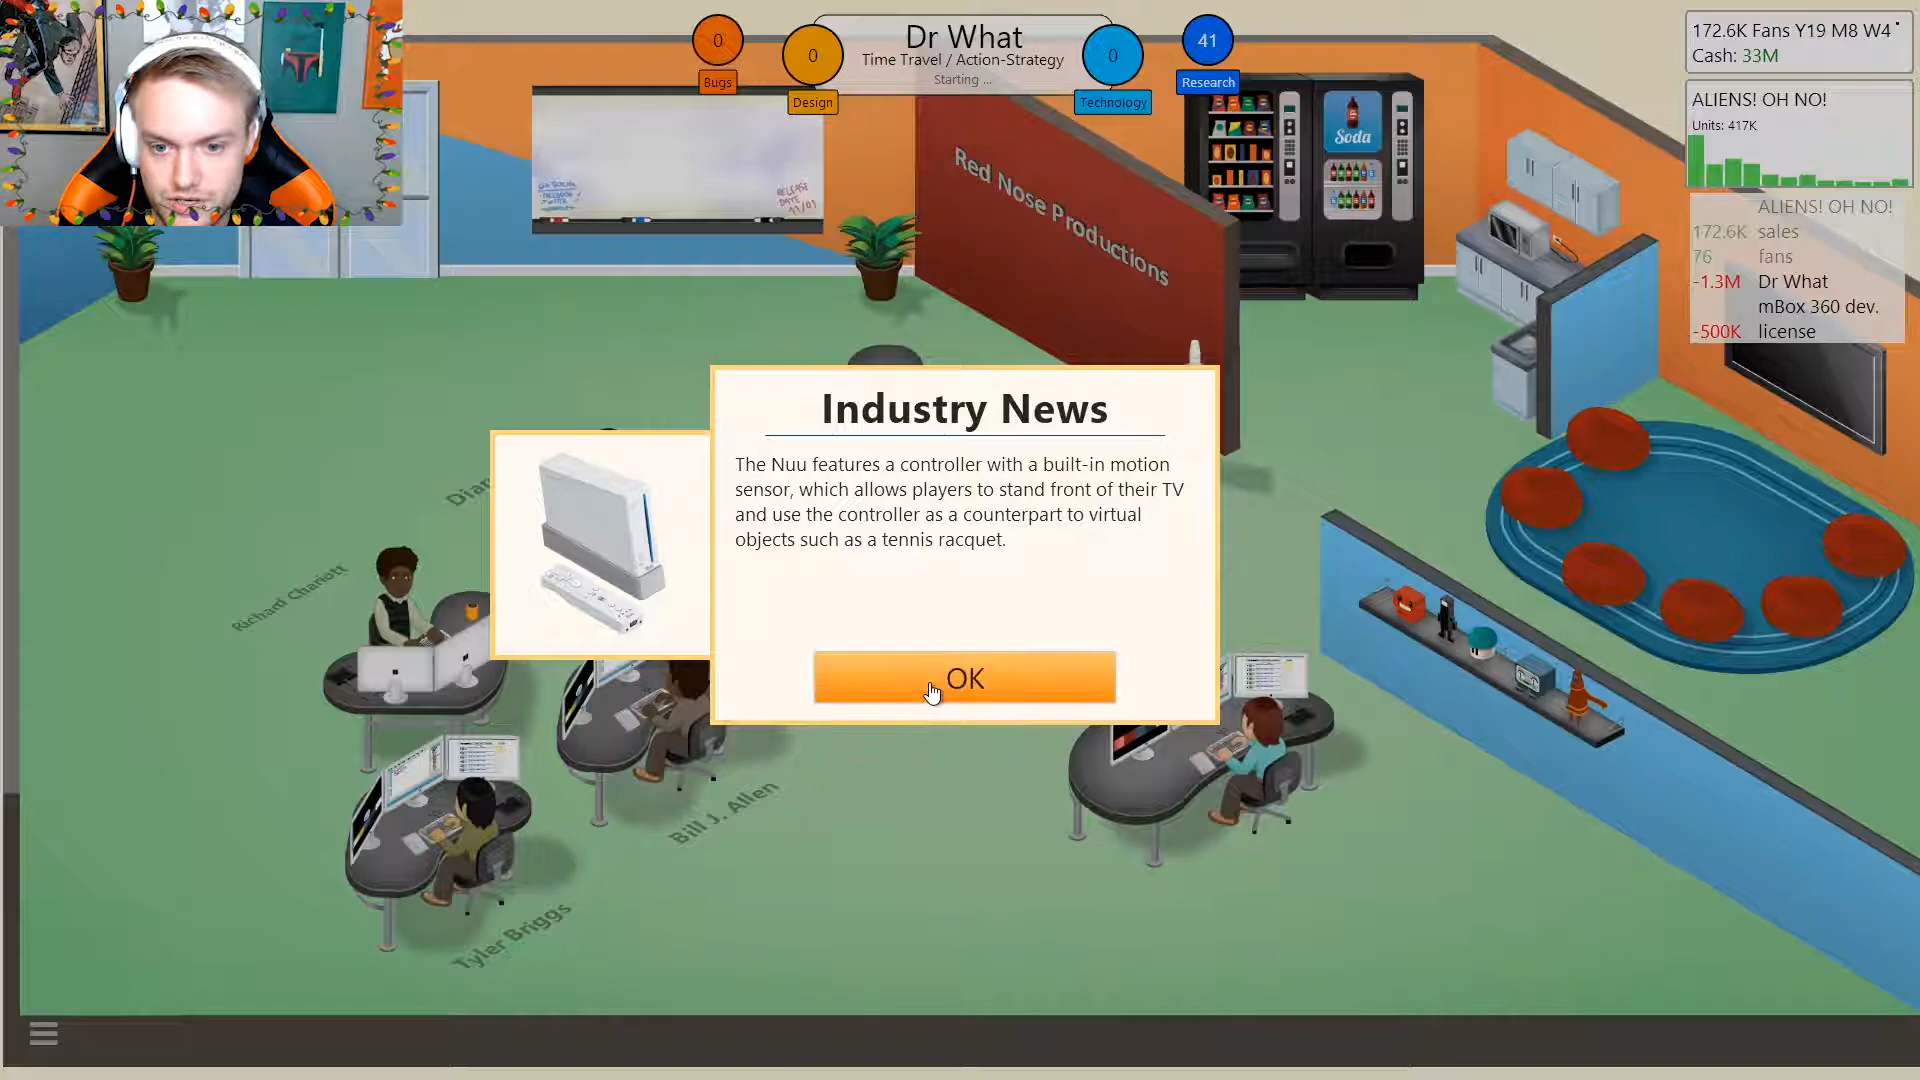 0
Bugs
0
Design
Dr What
Time Travel / Action-Strategy
Starting ...
0
Technology
41
Research
172.6K Fans Y19 M8 W4
Cash: 33M
ALIENS! OH NO!
Units: 417K
ALIENS! OH NO!
172.6K sales
76 fans
-1.3M Dr What
mBox 360 dev.
-500K license
RELEASE
DATE
Red Nose Productions
Soda
Industry News
The Nuu features a controller with a built-in motion
sensor, which allows players to stand front of their TV
and use the controller as a counterpart to virtual
objects such as a tennis racquet.
OK
Richard Chariott
Bill J. Allen
Tyler Briggs